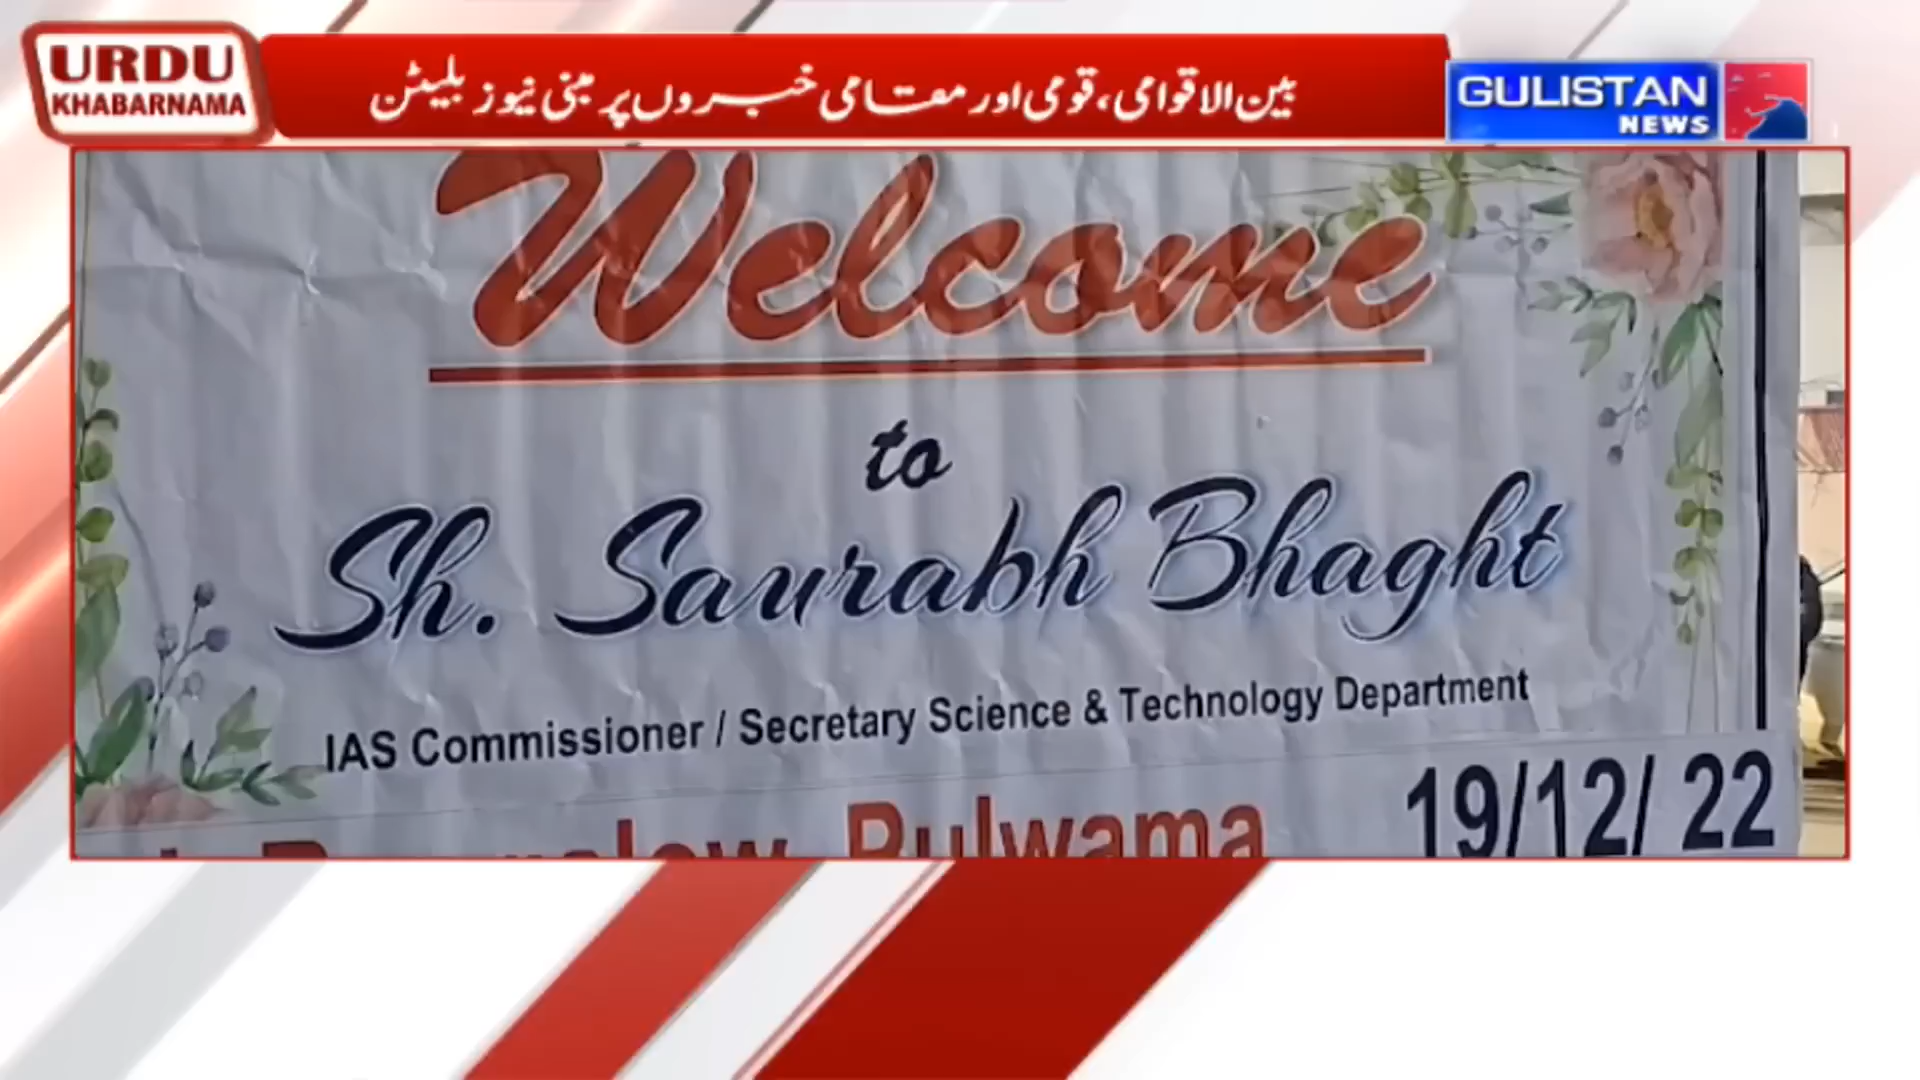 URDU
KHABARNAMA
بین الاقوامی، قومی اور مقامی خبروں پر مبنی نیوز بلیٹن
GULISTAN
NEWS
Welcome
to
Sh. Saurabh Bhaght
IAS Commissioner / Secretary Science & Technology Department
Pulwama 19/12/22